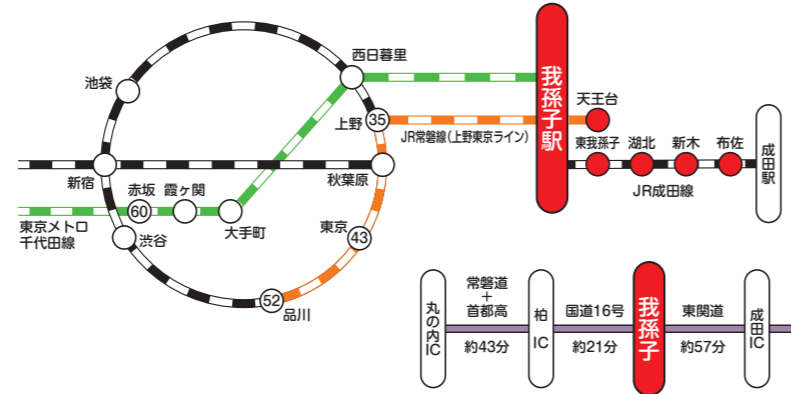 西日暮里
池袋
上野
35
JR常磐線(上野東京ライン)
我孫子駅
天王台
東我孫子
湖北
新木
布佐
成田駅
JR成田線
新宿
秋葉原
赤坂
霞ヶ関
60
大手町
東京メトロ
千代田線
渋谷
東京
43
52
品川
丸の内IC
常磐道
+
首都高
約43分
柏IC
国道16号
約21分
我孫子
東関道
約57分
成田IC